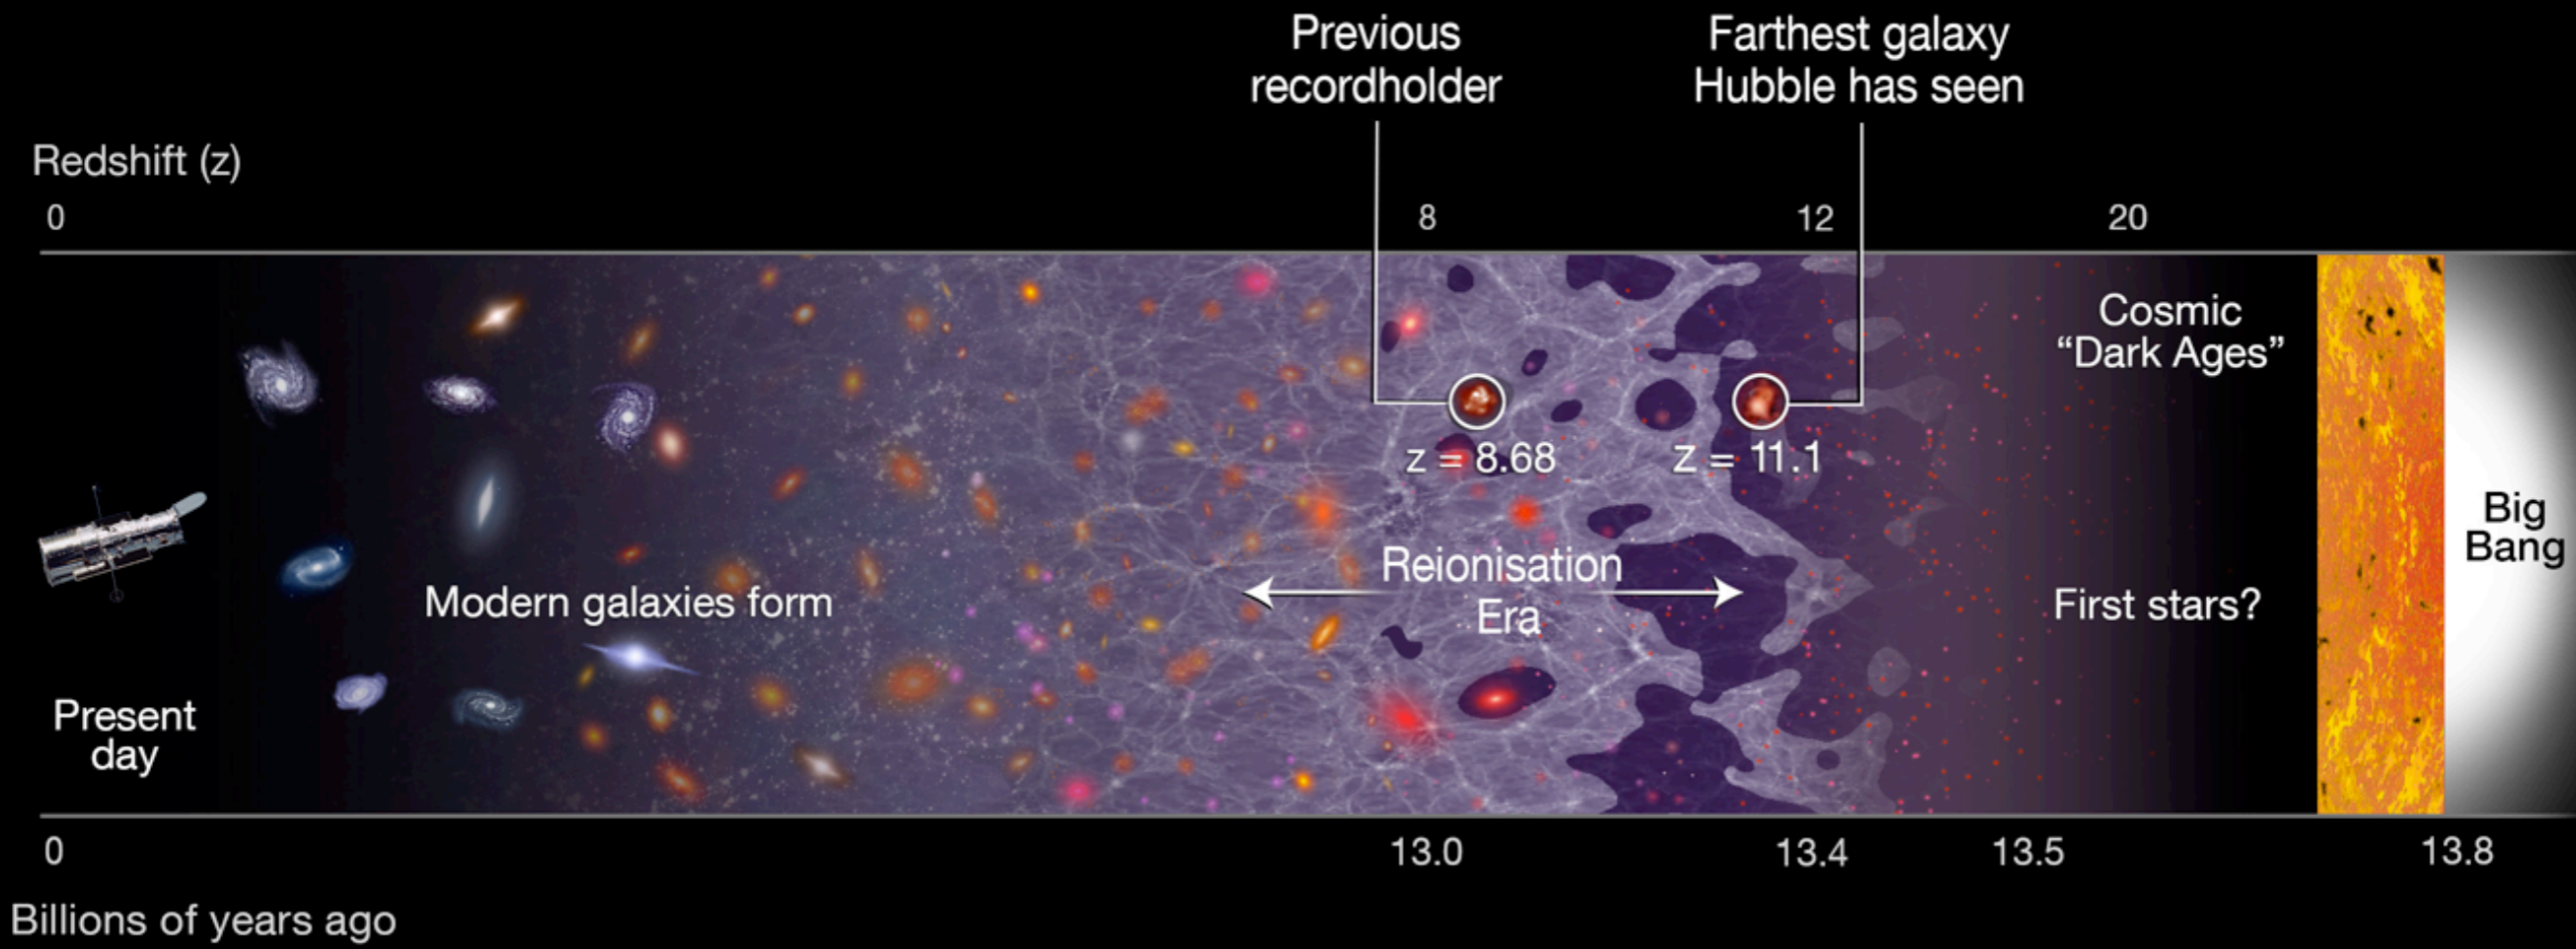 Previous
recordholder
Farthest galaxy
Hubble has seen
Redshift (z)
0
8
12
20
Cosmic
“Dark Ages”
z = 8.68
z = 11.1
Big
Bang
Reionisation
Era
Modern galaxies form
First stars?
Present
day
0
13.0
13.4
13.5
13.8
Billions of years ago